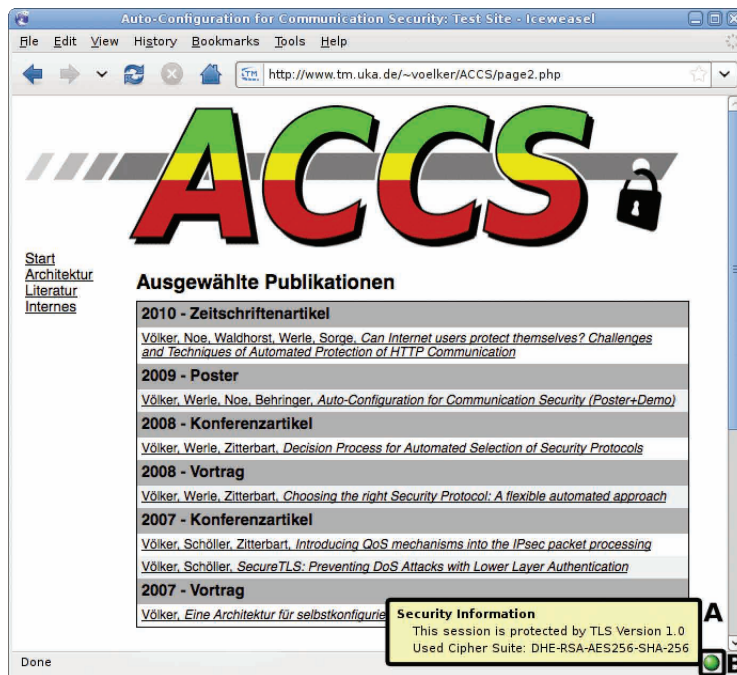 Auto-Configuration for Communication Security: Test Site - Iceweasel
File Edit View History Bookmarks Tools Help
TM http://www.tm.uka.de/~voelker/ACCS/page2.php
ACCS
Start
Architektur
Literatur
Internes
Ausgewählte Publikationen
2010 - Zeitschriftenartikel
Völker, Noe, Waldhorst, Werle, Sorge, Can Internet users protect themselves? Challenges
and Techniques of Automated Protection of HTTP Communication
2009 - Poster
Völker, Werle, Noe, Behringer, Auto-Configuration for Communication Security (Poster+Demo)
2008 - Konferenzartikel
Völker, Werle, Zitterbart, Decision Process for Automated Selection of Security Protocols
2008 - Vortrag
Völker, Werle, Zitterbart, Choosing the right Security Protocol: A flexible automated approach
2007 - Konferenzartikel
Völker, Schöller, Zitterbart, Introducing QoS mechanisms into the IPsec packet processing
Völker, Schöller, SecureTLS: Preventing DoS Attacks with Lower Layer Authentication
2007 - Vortrag
Völker, Eine Architektur für
Security Information
This session is protected by TLS Version 1.0
Used Cipher Suite: DHE-RSA-AES256-SHA-256
A
Done
B